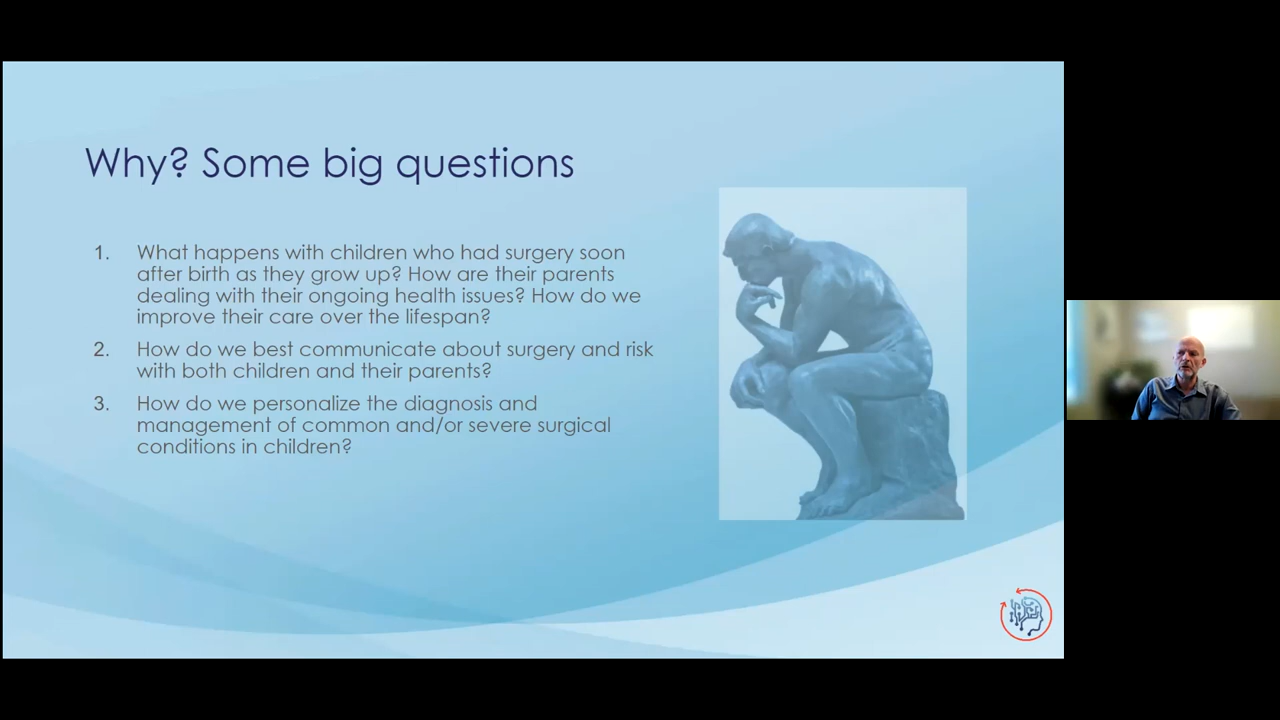 Why? Some big questions
1. What happens with children who had surgery soon
after birth as they grow up? How are their parents
dealing with their ongoing health issues? How do we
improve their care over the lifespan?
2. How do we best communicate about surgery and risk
with both children and their parents?
3. How do we personalize the diagnosis and
management of common and/or severe surgical
conditions in children?